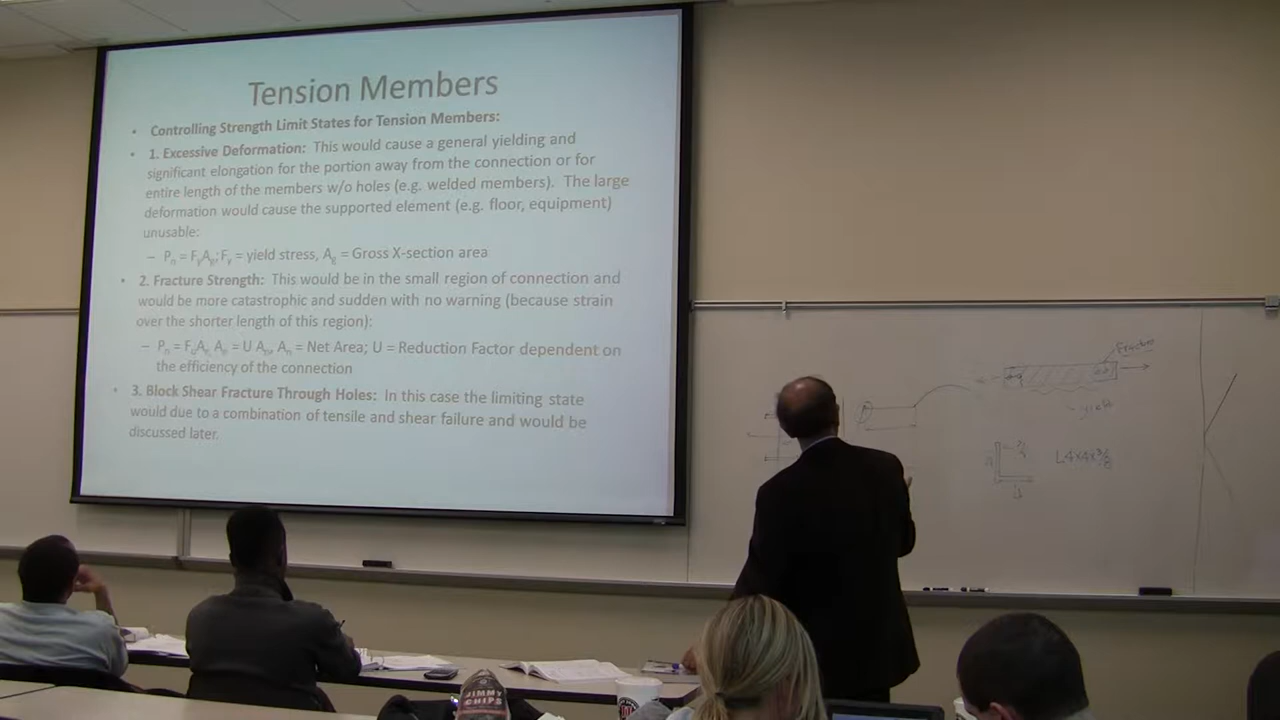 Tension Members
• Controlling Strength Limit States for Tension Members:
• 1. Excessive Deformation: This would cause a general yielding and
significant elongation for the portion away from the connection or for
entire length of the members w/o holes (e.g. welded members). The large
deformation would cause the supported element (e.g. floor, equipment)
unusable:
– Pn = FyAg; Fy = yield stress, Ag = Gross X-section area
• 2. Fracture Strength: This would be in the small region of connection and
would be more catastrophic and sudden with no warning (because strain
over the shorter length of this region):
– Pn = FuAe, Ae = U An, An = Net Area; U = Reduction Factor dependent on
the efficiency of the connection
• 3. Block Shear Fracture Through Holes: In this case the limiting state
would due to a combination of tensile and shear failure and would be
discussed later.
Fracture
yield
L4x4x3/8
JIMMY
CHIPS